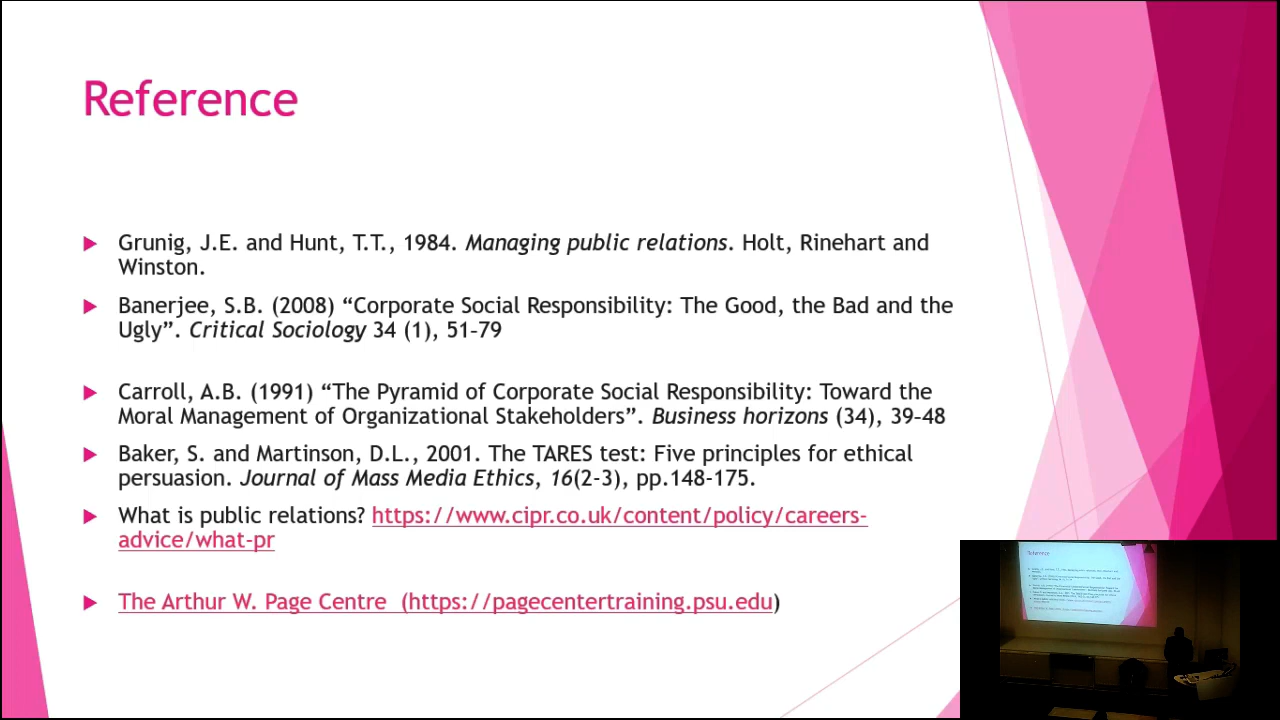 Reference
Grunig, J.E. and Hunt, T.T., 1984. Managing public relations. Holt, Rinehart and
Winston.
Banerjee, S.B. (2008) “Corporate Social Responsibility: The Good, the Bad and the
Ugly”. Critical Sociology 34 (1), 51–79
Carroll, A.B. (1991) “The Pyramid of Corporate Social Responsibility: Toward the
Moral Management of Organizational Stakeholders”. Business horizons (34), 39–48
Baker, S. and Martinson, D.L., 2001. The TARES test: Five principles for ethical
persuasion. Journal of Mass Media Ethics, 16(2-3), pp.148-175.
What is public relations? https://www.cipr.co.uk/content/policy/careers-
advice/what-pr
The Arthur W. Page Centre ( https://pagecentertraining.psu.edu)
Reference